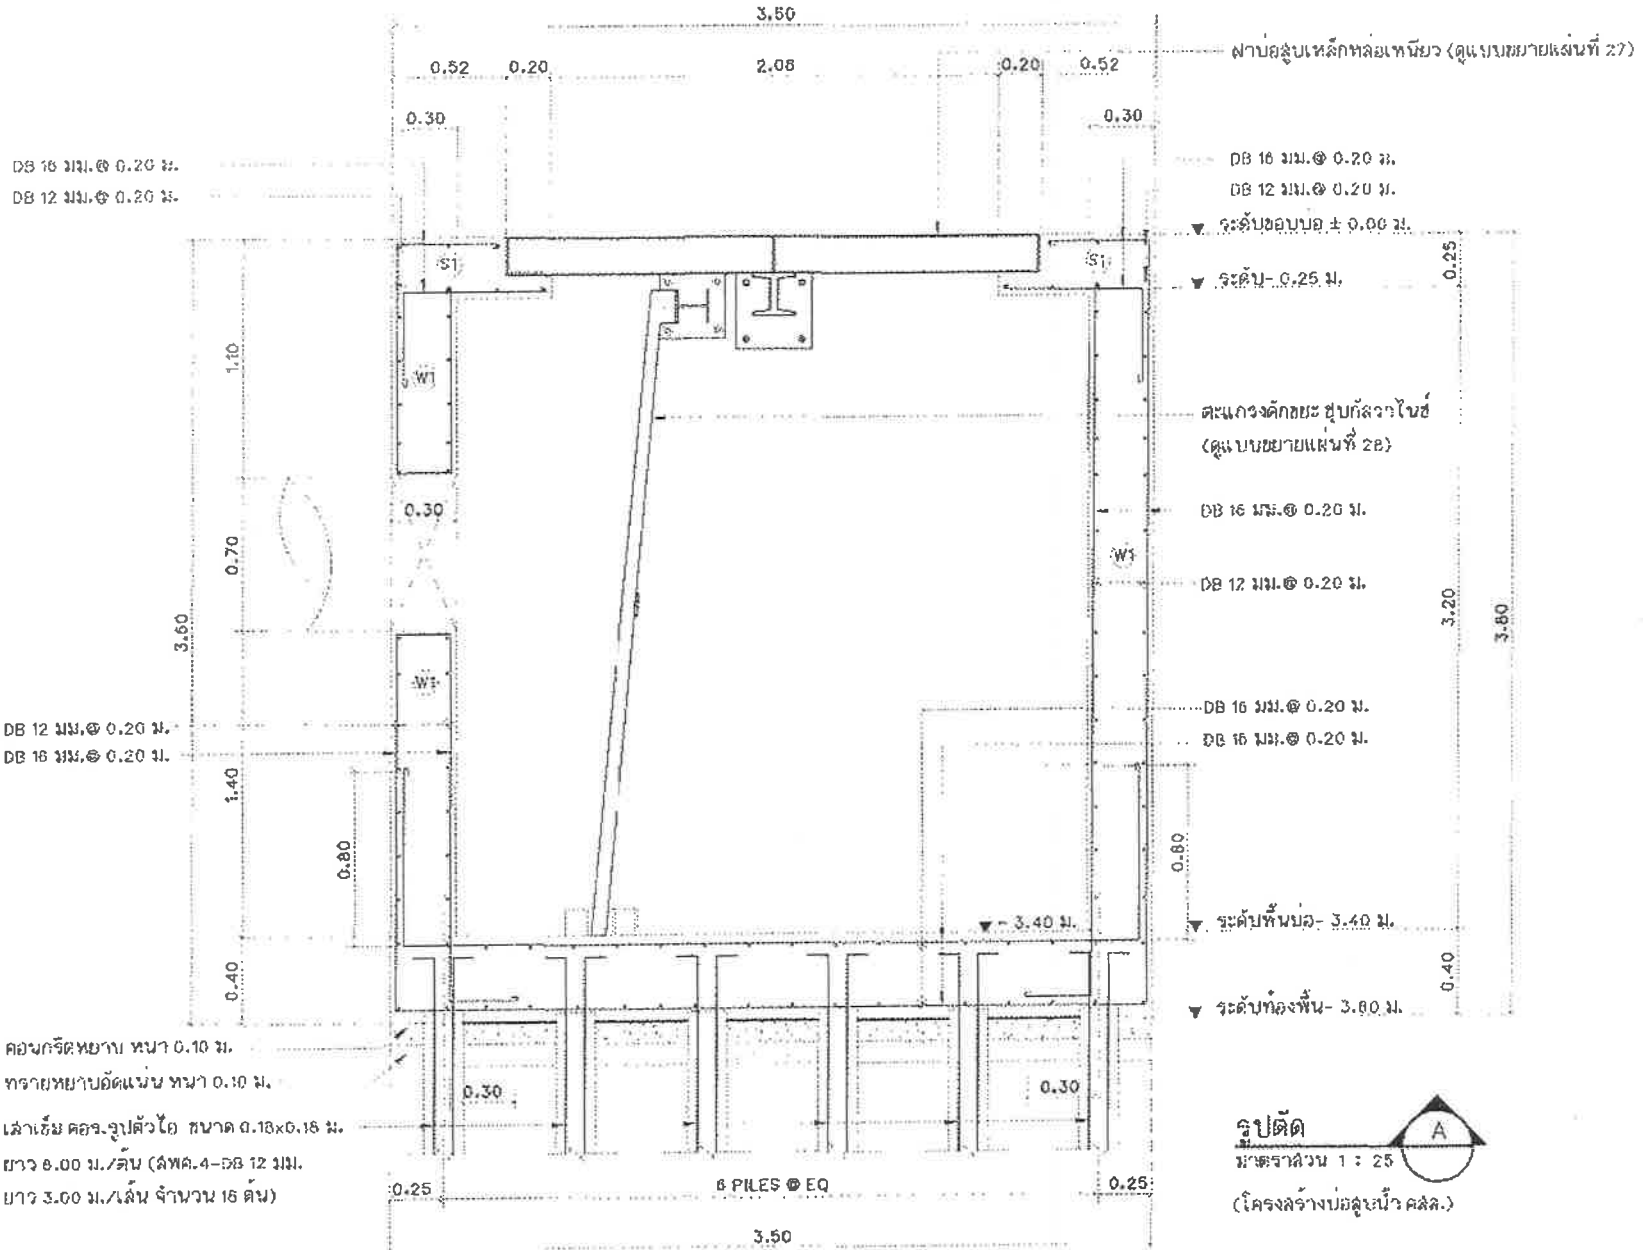 3.50
ฝาบ่อสูบเหล็กหล่อเหนียว (ดูแบบขยายแผ่นที่ 27)
0.52 0.20 2.08 0.20 0.52
0.30 0.30
DB 16 มม.@ 0.20 ม.
DB 12 มม.@ 0.20 ม.
DB 16 มม.@ 0.20 ม.
DB 12 มม.@ 0.20 ม.
ระดับขอบบ่อ ± 0.00 ม.
S1 S1
0.25
ระดับ- 0.25 ม.
1.10
W1
ตะแกรงดักขยะ ชุบกัลวาไนซ์
(ดูแบบขยายแผ่นที่ 28)
0.30
DB 16 มม.@ 0.20 ม.
0.70
W1
DB 12 มม.@ 0.20 ม.
3.60
3.20
3.80
W1
DB 12 มม.@ 0.20 ม.
DB 16 มม.@ 0.20 ม.
DB 16 มม.@ 0.20 ม.
DB 16 มม.@ 0.20 ม.
1.40
0.80
0.80
- 3.40 ม.
ระดับพื้นบ่อ- 3.40 ม.
0.40
0.40
ระดับท้องพื้น- 3.80 ม.
คอนกรีตหยาบ หนา 0.10 ม.
ทรายหยาบอัดแน่น หนา 0.10 ม.
0.30 0.30
เสาเข็ม คอร.รูปตัวไอ ขนาด 0.18x0.18 ม.
ยาว 8.00 ม./ต้น (สพค.4-DB 12 มม.
ยาว 3.00 ม./เส้น จำนวน 16 ต้น)
0.25 6 PILES @ EQ 0.25
3.50
รูปตัด A
มาตราส่วน 1 : 25
(โครงสร้างบ่อสูบน้ำ คสล.)